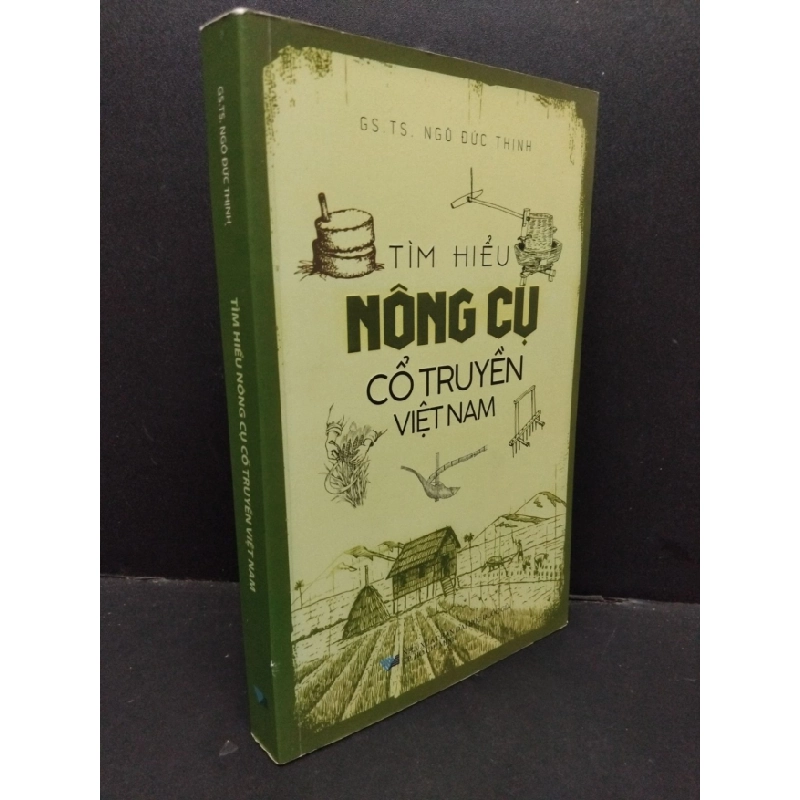 GS.TS. NGÔ ĐỨC THỊNH
TÌM HIỂU
NÔNG CỤ
CỔ TRUYỀN
VIỆT NAM
GS.TS. NGÔ ĐỨC THỊNH
TÌM HIỂU NÔNG CỤ CỔ TRUYỀN VIỆT NAM